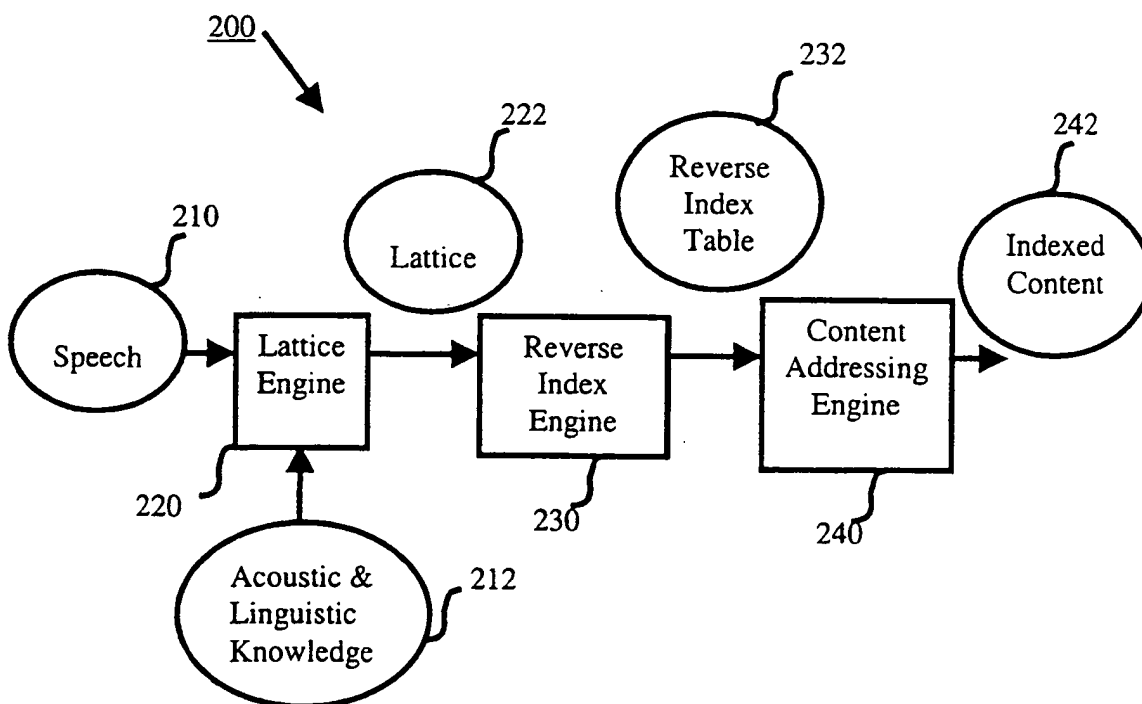 200
232
222
242
Reverse
Index
Table
210
Lattice
Indexed
Content
Speech
Lattice
Engine
Reverse
Index
Engine
Content
Addressing
Engine
220
230
240
Acoustic &
Linguistic
Knowledge
212